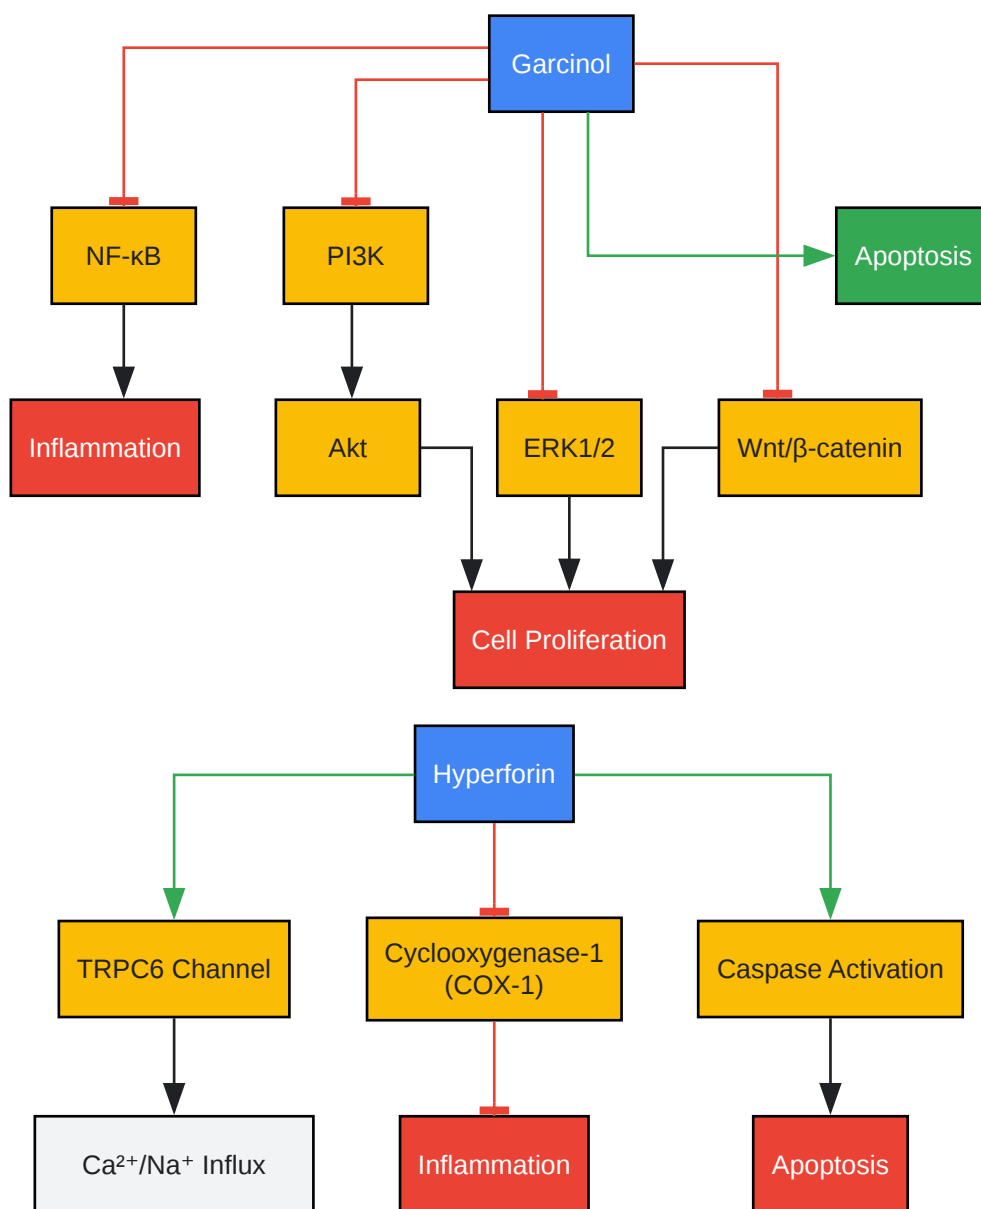 Garcinol
NF-κB
PI3K
Apoptosis
Inflammation
Akt
ERK1/2
Wnt/β-catenin
Cell Proliferation
Hyperforin
TRPC6 Channel
Cyclooxygenase-1
(COX-1)
Caspase Activation
Ca²⁺/Na⁺ Influx
Inflammation
Apoptosis